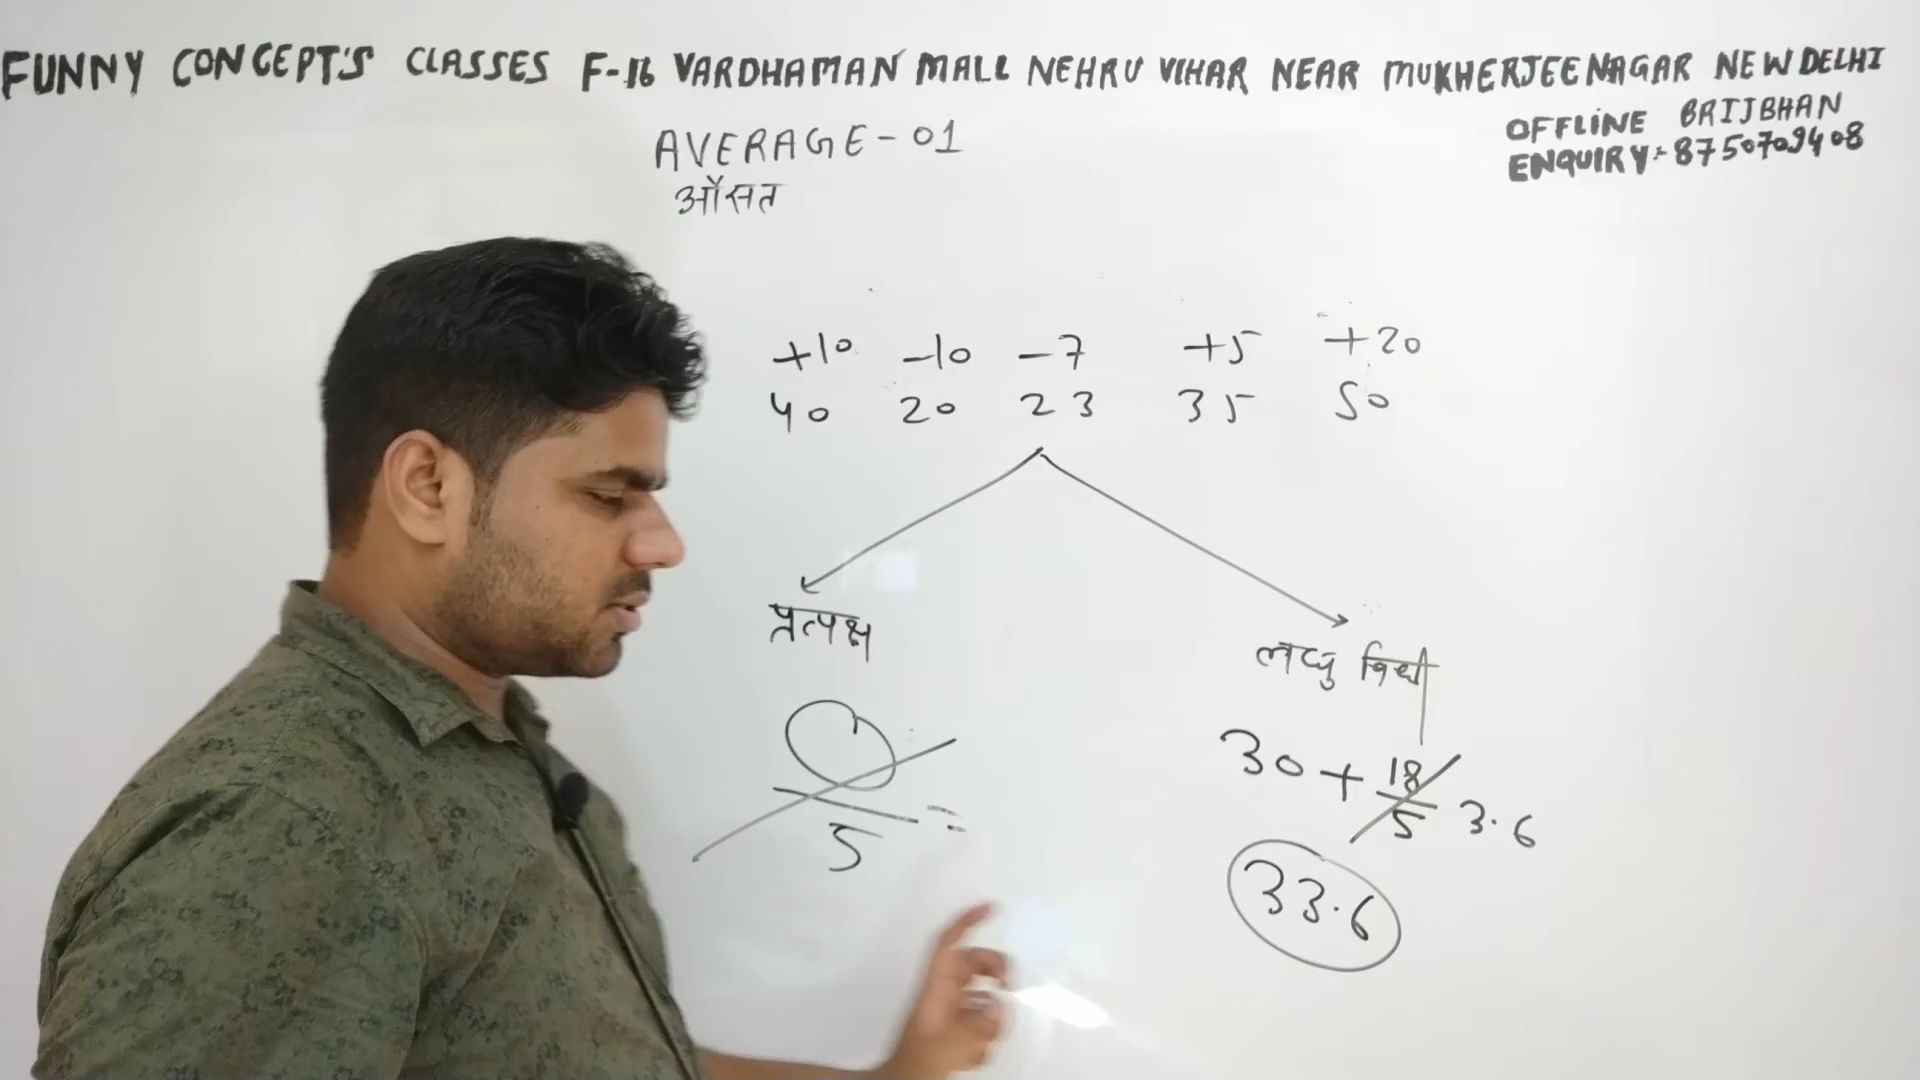 FUNNY CONCEPT'S CLASSES F-16 VARDHAMAN MALL NEHRU VIHAR NEAR MUKHERJEE NAGAR NEW DELHI
OFFLINE BRIJBHAN
ENQUIRY:- 8750709408
AVERAGE-01
औसत
+10 -10 -7 +5 +20
40 20 23 35 50
प्रत्यक्ष
लघु विधी
5 =
30 + 18/5 3.6
33.6